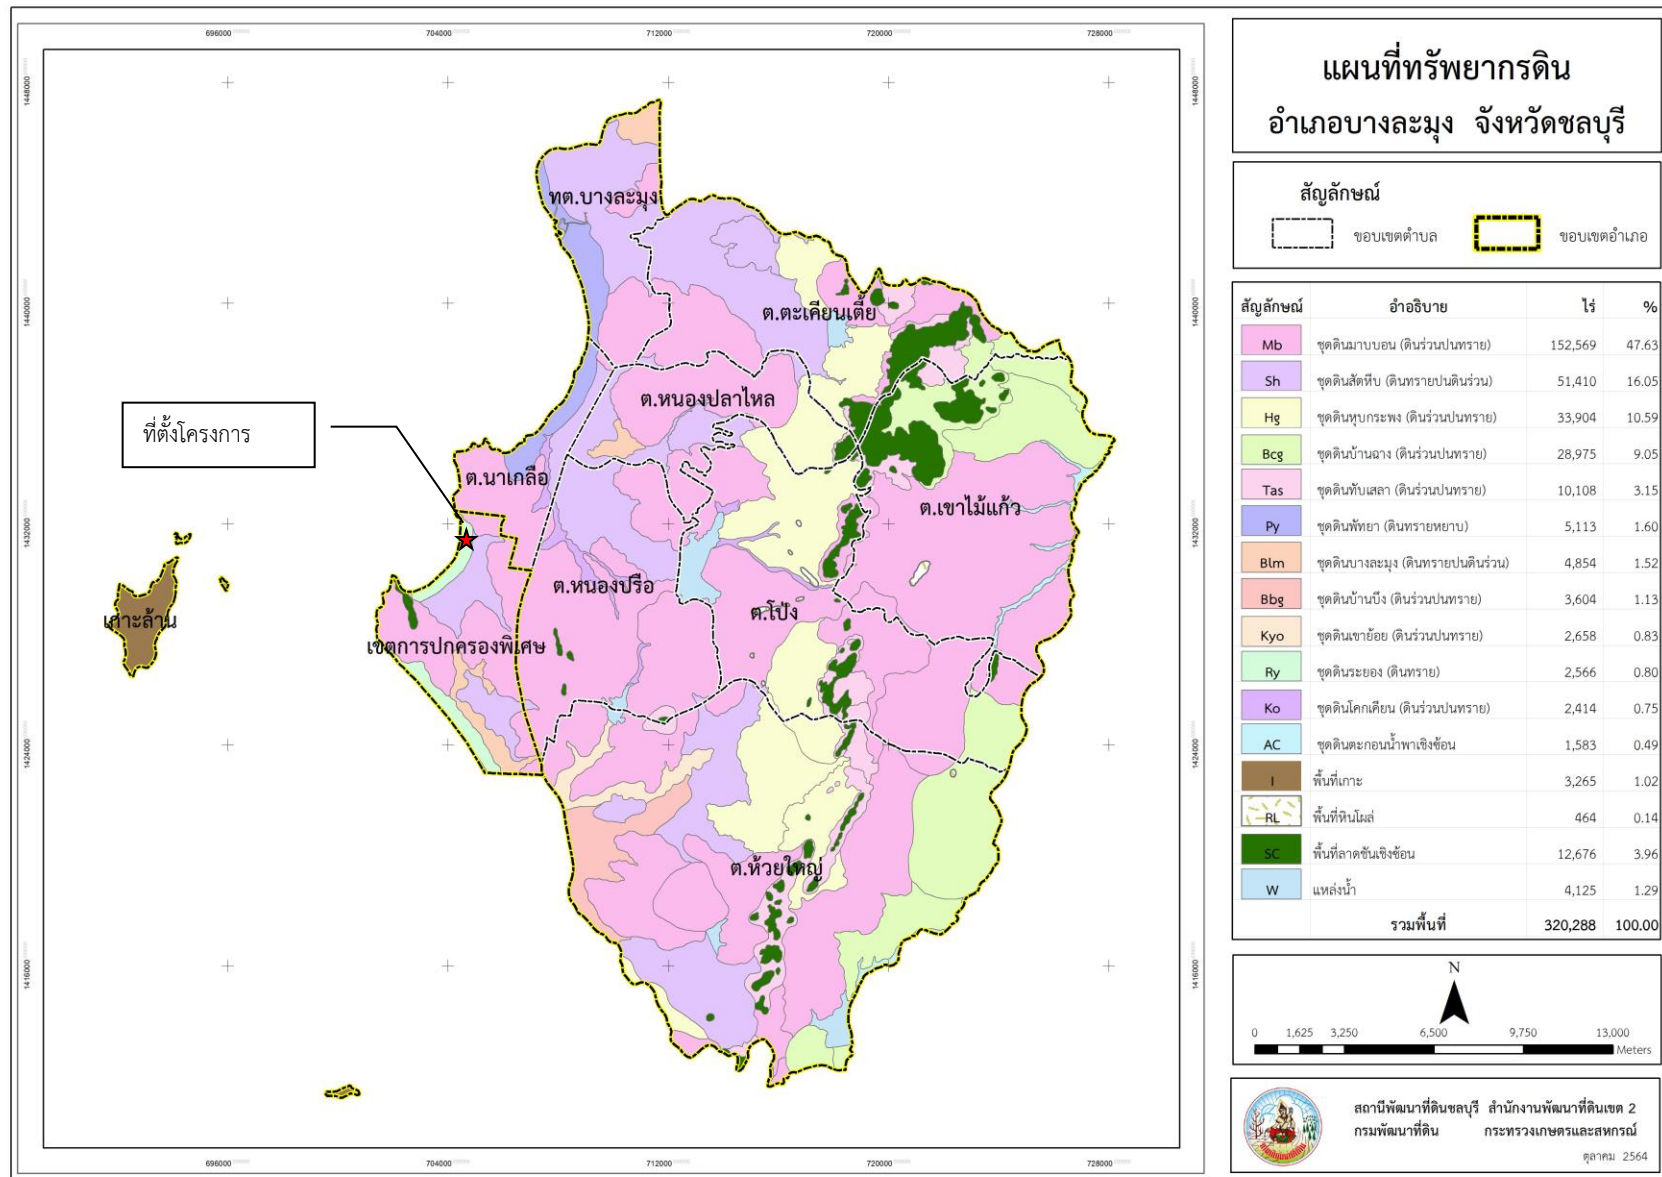 แผนที่ทรัพยากรดิน
อำเภอบางละมุง จังหวัดชลบุรี
สัญลักษณ์
ขอบเขตตำบล
ขอบเขตอำเภอ
สัญลักษณ์ คำอธิบาย ไร่ %
Mb ชุดดินมาบบอน (ดินร่วนปนทราย) 152,569 47.63
Sh ชุดดินสัตหีบ (ดินทรายปนดินร่วน) 51,410 16.05
Hg ชุดดินหุบกระพง (ดินร่วนปนทราย) 33,904 10.59
Bcg ชุดดินบ้านฉาง (ดินร่วนปนทราย) 28,975 9.05
Tas ชุดดินทับเสลา (ดินร่วนปนทราย) 10,108 3.15
Py ชุดดินพัทยา (ดินทรายหยาบ) 5,113 1.60
Blm ชุดดินบางละมุง (ดินทรายปนดินร่วน) 4,854 1.52
Bbg ชุดดินบ้านบึง (ดินร่วนปนทราย) 3,604 1.13
Kyo ชุดดินเขาย้อย (ดินร่วนปนทราย) 2,658 0.83
Ry ชุดดินระยอง (ดินทราย) 2,566 0.80
Ko ชุดดินโคกเคียน (ดินร่วนปนทราย) 2,414 0.75
AC ชุดดินตะกอนน้ำพาเชิงซ้อน 1,583 0.49
I พื้นที่เกาะ 3,265 1.02
RL พื้นที่หินโผล่ 464 0.14
SC พื้นที่ลาดชันเชิงซ้อน 12,676 3.96
W แหล่งน้ำ 4,125 1.29
รวมพื้นที่ 320,288 100.00
N
0 1,625 3,250 6,500 9,750 13,000
Meters
สถานีพัฒนาที่ดินชลบุรี สำนักงานพัฒนาที่ดินเขต 2
กรมพัฒนาที่ดิน กระทรวงเกษตรและสหกรณ์
ตุลาคม 2564
696000 704000 712000 720000 728000
1448000 1448000
ทต.บางละมุง
1440000 1440000
ต.ตะเคียนเตี้ย
ต.หนองปลาไหล
ที่ตั้งโครงการ
ต.นาเกลือ
ต.เขาไม้แก้ว
1432000 1432000
ต.หนองปรือ
ต.โป่ง
เกาะล้าน
เขตการปกครองพิเศษ
1424000 1424000
ต.ห้วยใหญ่
1416000 1416000
696000 704000 712000 720000 728000